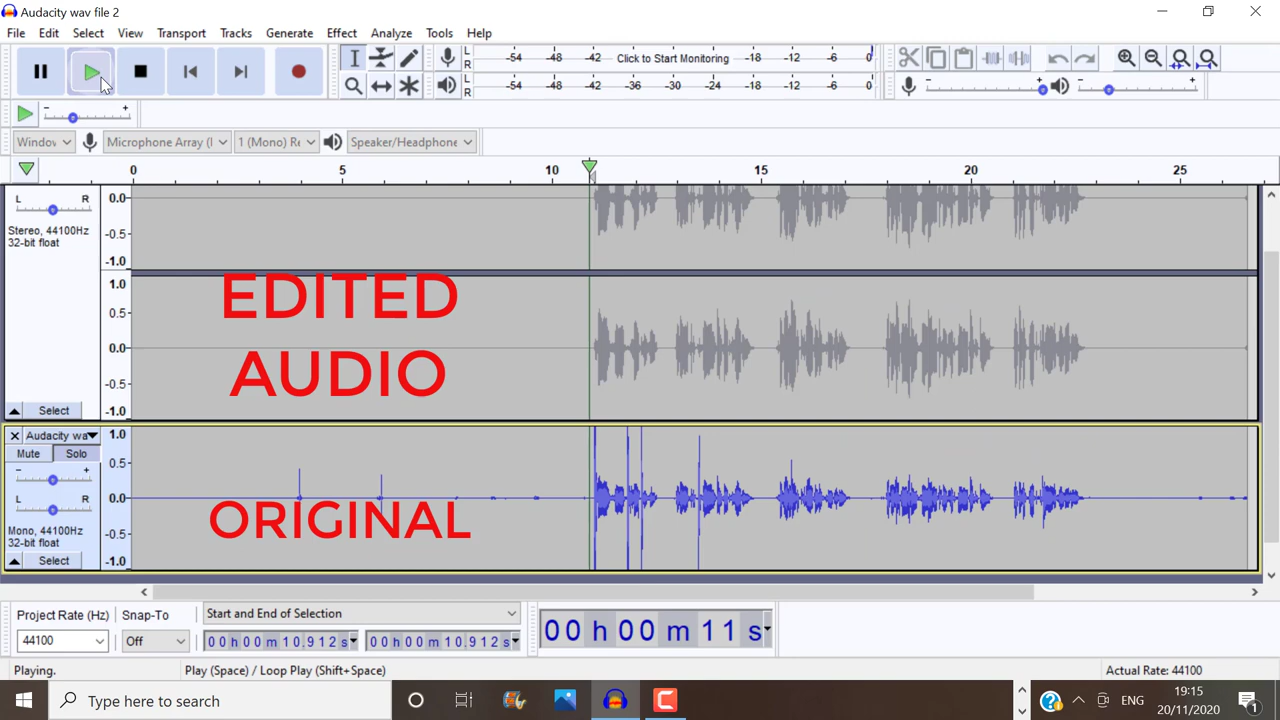 Audacity wav file 2
File Edit Select View Transport Tracks Generate Effect Analyze Tools Help
L
R
-54 -48 -42 Click to Start Monitoring -12 -6 0
L
R
-54 -48 -42 -36 -30 -24 -18 -12 -6 0
- +
- +
- +
Windov
Microphone Array (I
1 (Mono) Re
Speaker/Headphone
0 5 10 15 20 25
L R
Stereo, 44100Hz
32-bit float
0.0
-0.5
-1.0
1.0
0.5
0.0
-0.5
-1.0
Select
EDITED
AUDIO
Audacity wa
Mute Solo
- +
L R
Mono, 44100Hz
32-bit float
Select
1.0
0.5
0.0
-0.5
-1.0
ORIGINAL
Project Rate (Hz) Snap-To Start and End of Selection
44100 Off 00 h 00 m 10.912 s 00 h 00 m 10.912 s
00 h 00 m 11 s
Playing. Play (Space) / Loop Play (Shift+Space) Actual Rate: 44100
Type here to search
ENG
19:15
20/11/2020
1